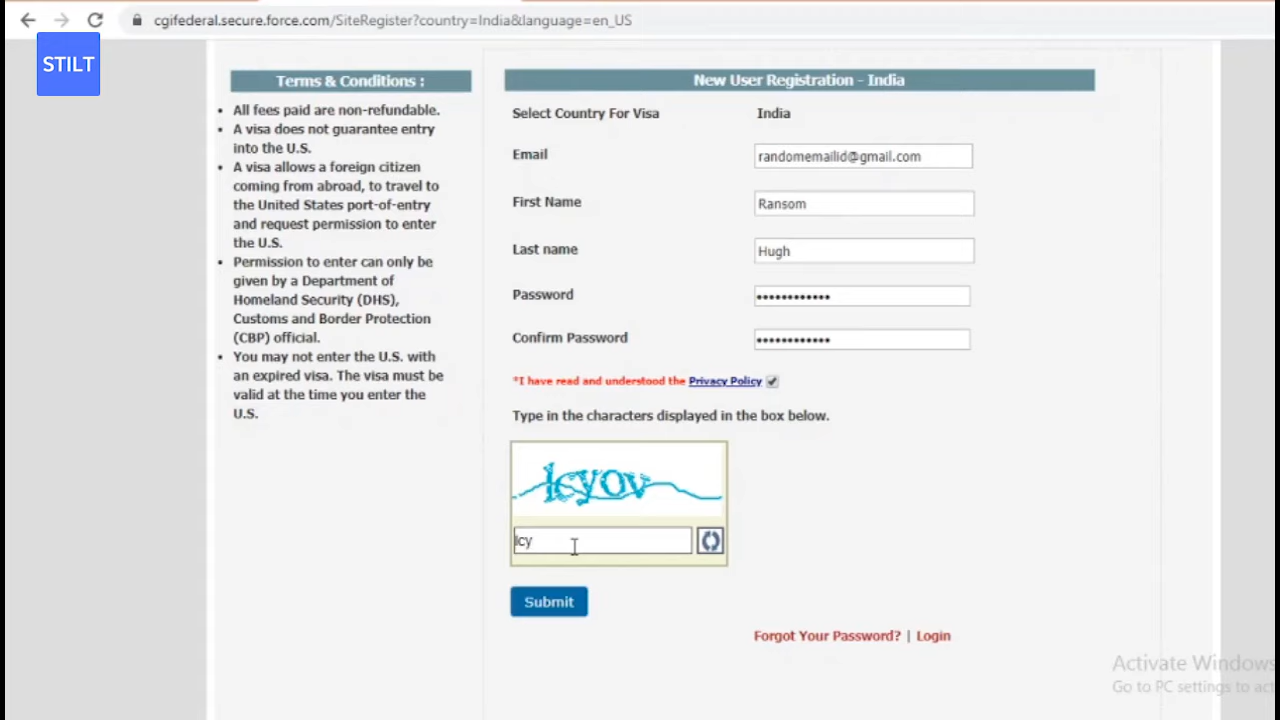 cgifederal.secure.force.com/SiteRegister?country=India&language=en_US
STILT
Terms & Conditions :
• All fees paid are non-refundable.
• A visa does not guarantee entry
into the U.S.
• A visa allows a foreign citizen
coming from abroad, to travel to
the United States port-of-entry
and request permission to enter
the U.S.
• Permission to enter can only be
given by a Department of
Homeland Security (DHS),
Customs and Border Protection
(CBP) official.
• You may not enter the U.S. with
an expired visa. The visa must be
valid at the time you enter the
U.S.
New User Registration - India
Select Country For Visa India
Email randomemailid@gmail.com
First Name Ransom
Last name Hugh
Password ••••••••••••
Confirm Password ••••••••••••
*I have read and understood the Privacy Policy
Type in the characters displayed in the box below.
lcyov
lcy
Submit
Forgot Your Password? | Login
Activate Windows
Go to PC settings to act